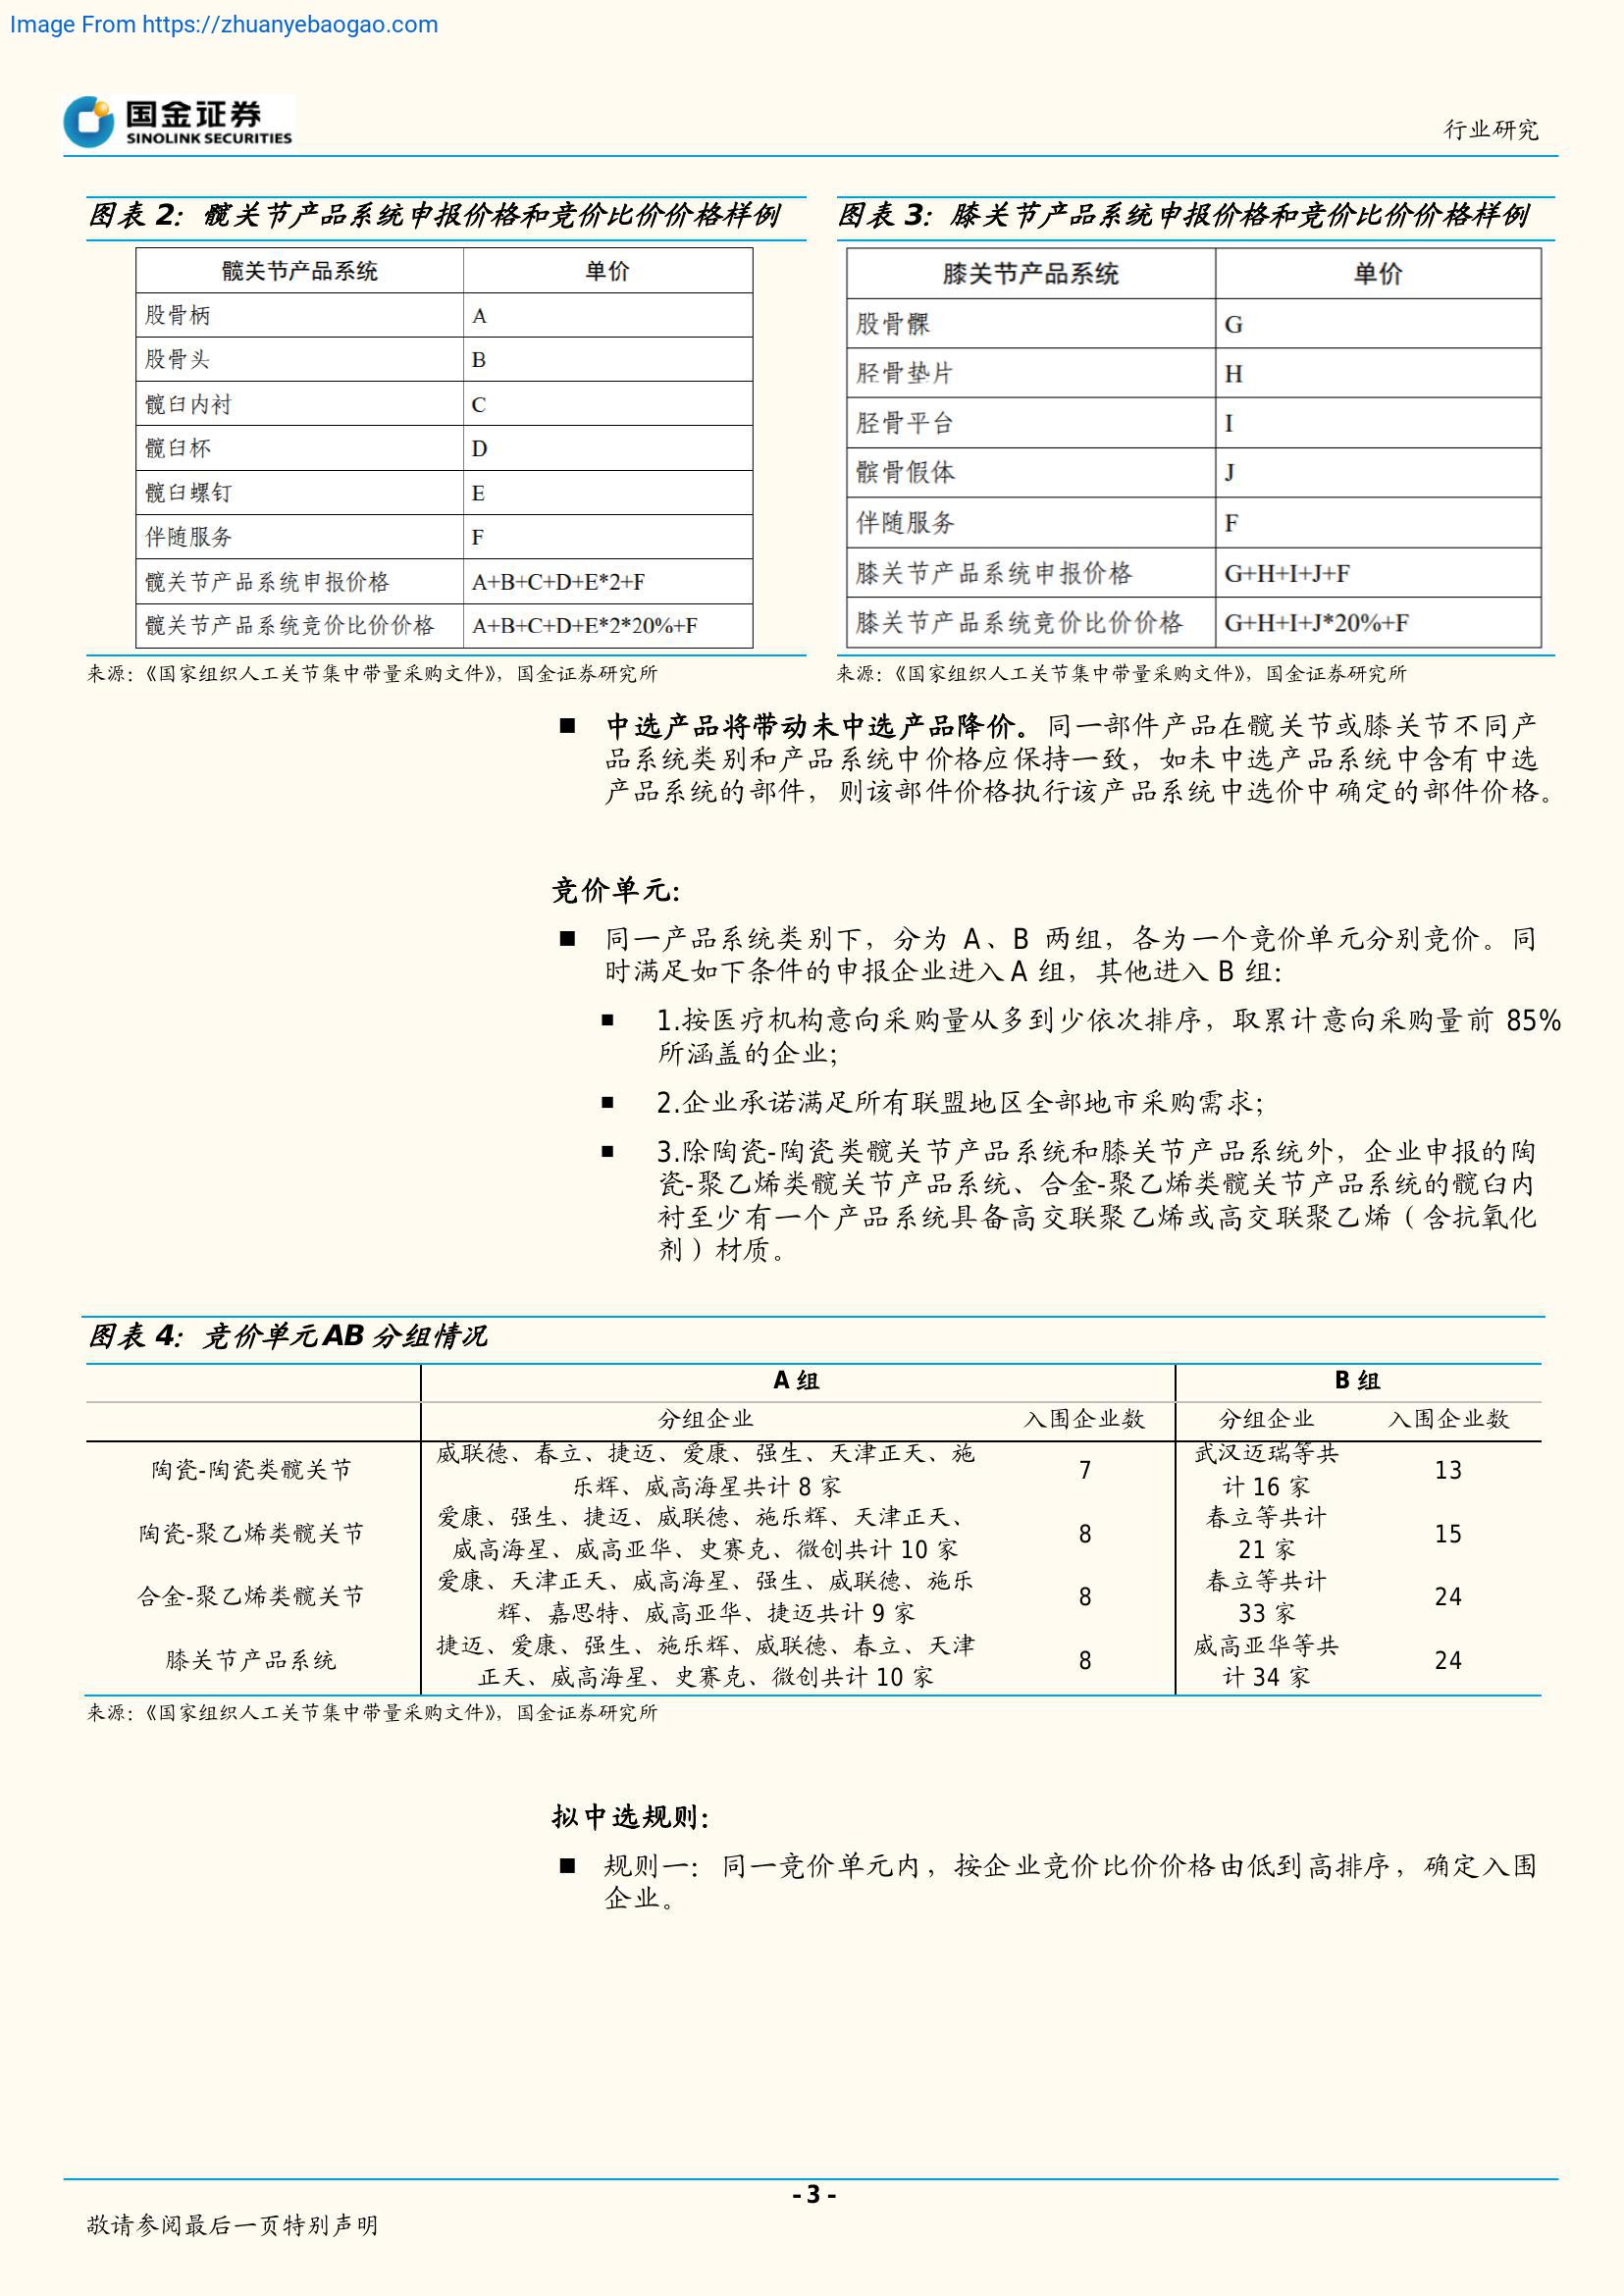 Image From https://zhuanyebaogao.com
国金证券
SINOLINK SECURITIES
行业研究
图表 2：髋关节产品系统申报价格和竞价比价价格样例
髋关节产品系统 单价
股骨柄 A
股骨头 B
髋臼内衬 C
髋臼杯 D
髋臼螺钉 E
伴随服务 F
髋关节产品系统申报价格 A+B+C+D+E*2+F
髋关节产品系统竞价比价价格 A+B+C+D+E*2*20%+F
来源：《国家组织人工关节集中带量采购文件》，国金证券研究所
图表 3：膝关节产品系统申报价格和竞价比价价格样例
膝关节产品系统 单价
股骨髁 G
胫骨垫片 H
胫骨平台 I
髌骨假体 J
伴随服务 F
膝关节产品系统申报价格 G+H+I+J+F
膝关节产品系统竞价比价价格 G+H+I+J*20%+F
来源：《国家组织人工关节集中带量采购文件》，国金证券研究所
■ 中选产品将带动未中选产品降价。同一部件产品在髋关节或膝关节不同产
品系统类别和产品系统中价格应保持一致，如未中选产品系统中含有中选
产品系统的部件，则该部件价格执行该产品系统中选价中确定的部件价格。
竞价单元：
■ 同一产品系统类别下，分为 A、B 两组，各为一个竞价单元分别竞价。同
时满足如下条件的申报企业进入 A 组，其他进入 B 组：
■ 1.按医疗机构意向采购量从多到少依次排序，取累计意向采购量前 85%
所涵盖的企业；
■ 2.企业承诺满足所有联盟地区全部地市采购需求；
■ 3.除陶瓷-陶瓷类髋关节产品系统和膝关节产品系统外，企业申报的陶
瓷-聚乙烯类髋关节产品系统、合金-聚乙烯类髋关节产品系统的髋臼内
衬至少有一个产品系统具备高交联聚乙烯或高交联聚乙烯（含抗氧化
剂）材质。
图表 4：竞价单元 AB 分组情况
A 组 B 组
分组企业 入围企业数 分组企业 入围企业数
陶瓷-陶瓷类髋关节 威联德、春立、捷迈、爱康、强生、天津正天、施 7 武汉迈瑞等共 13
乐辉、威高海星共计 8 家 计 16 家
陶瓷-聚乙烯类髋关节 爱康、强生、捷迈、威联德、施乐辉、天津正天、 8 春立等共计 15
威高海星、威高亚华、史赛克、微创共计 10 家 21 家
合金-聚乙烯类髋关节 爱康、天津正天、威高海星、强生、威联德、施乐 8 春立等共计 24
辉、嘉思特、威高亚华、捷迈共计 9 家 33 家
膝关节产品系统 捷迈、爱康、强生、施乐辉、威联德、春立、天津 8 威高亚华等共 24
正天、威高海星、史赛克、微创共计 10 家 计 34 家
来源：《国家组织人工关节集中带量采购文件》，国金证券研究所
拟中选规则：
■ 规则一：同一竞价单元内，按企业竞价比价价格由低到高排序，确定入围
企业。
- 3 -
敬请参阅最后一页特别声明